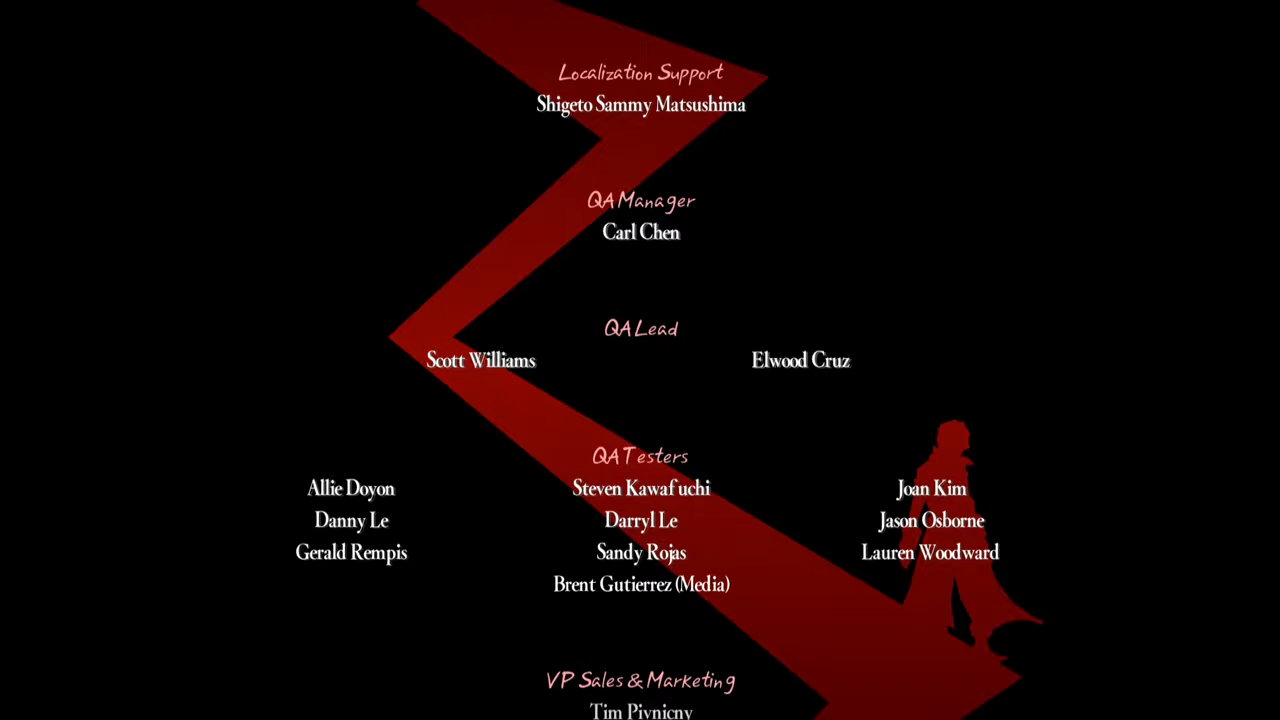 Localization Support
Shigeto Sammy Matsushima
QA Manager
Carl Chen
QA Lead
Scott Williams Elwood Cruz
QA Testers
Allie Doyon Steven Kawafuchi Joan Kim
Danny Le Darryl Le Jason Osborne
Gerald Rempis Sandy Rojas Lauren Woodward
Brent Gutierrez (Media)
VP Sales & Marketing
Tim Pivnicny